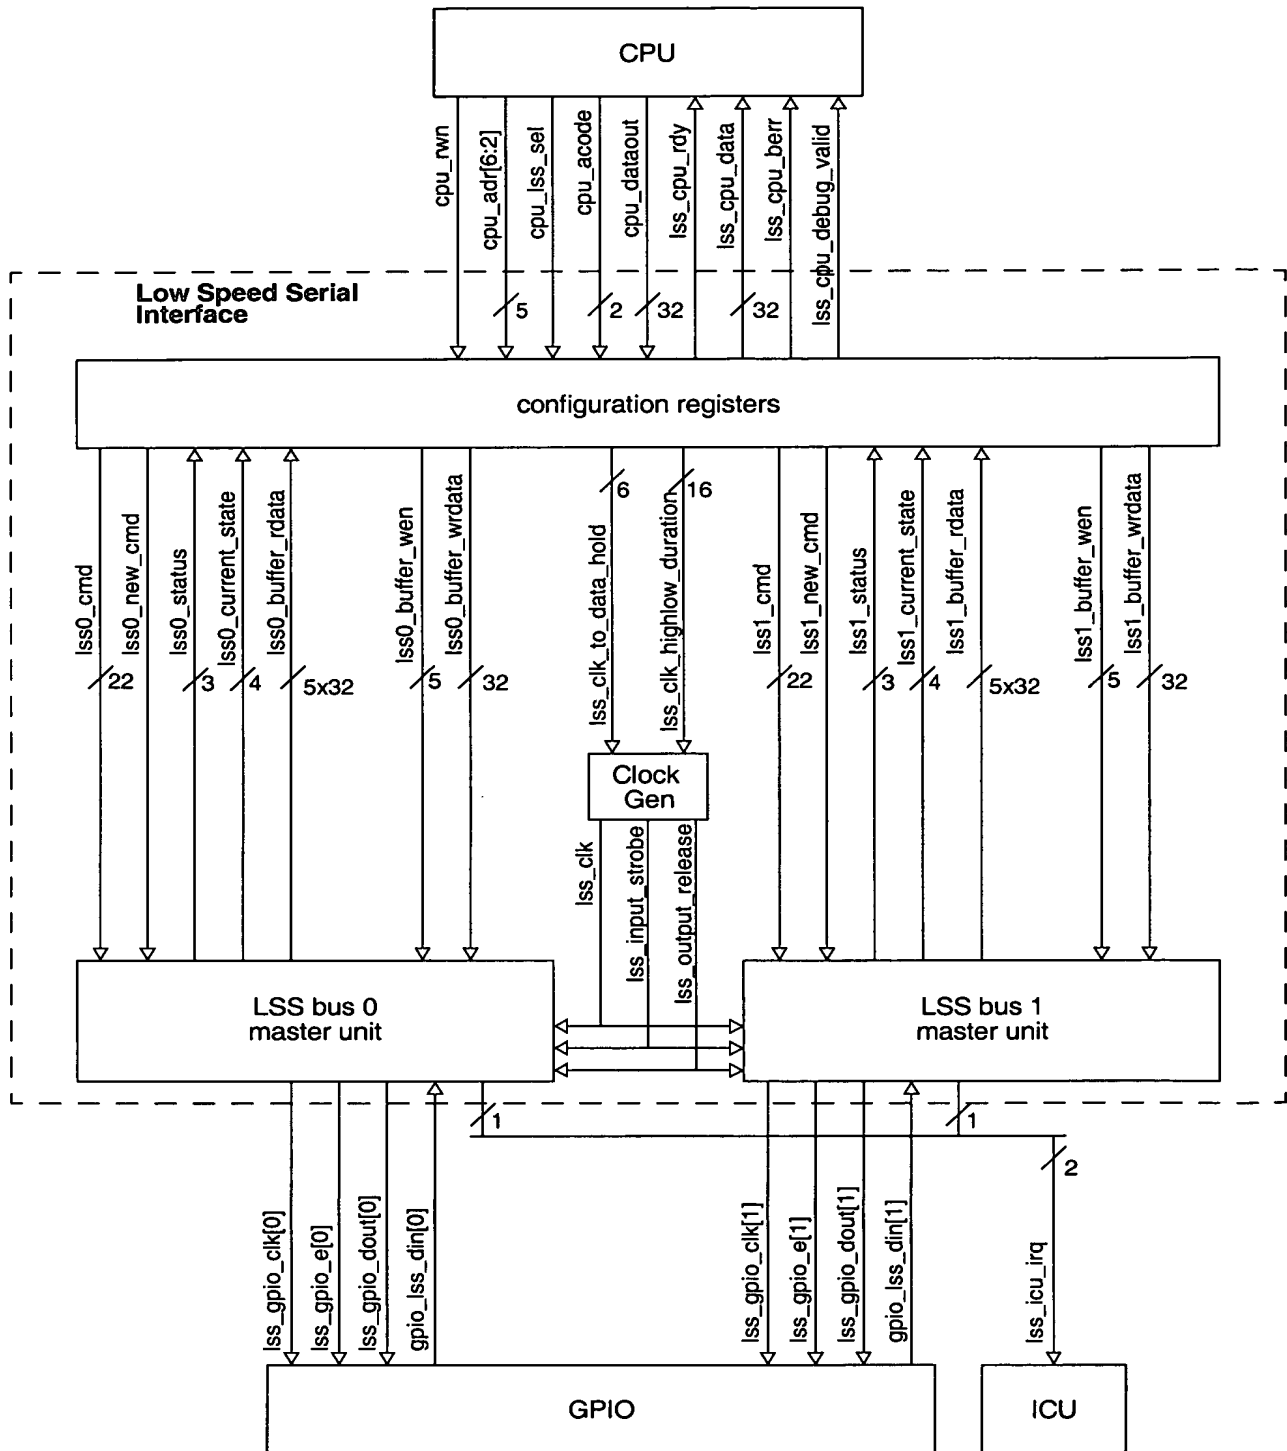 CPU
cpu_rwn
cpu_adr[6:2]
cpu_lss_sel
cpu_acode
cpu_dataout
lss_cpu_rdy
lss_cpu_data
lss_cpu_berr
lss_cpu_debug_valid
Low Speed Serial
Interface
5
2
32
32
configuration registers
lss0_cmd
lss0_new_cmd
lss0_status
lss0_current_state
lss0_buffer_rdata
lss0_buffer_wen
lss0_buffer_wrdata
lss_clk_to_data_hold
lss_clk_highlow_duration
lss1_cmd
lss1_new_cmd
lss1_status
lss1_current_state
lss1_buffer_rdata
lss1_buffer_wen
lss1_buffer_wrdata
6
16
22
3
4
5x32
5
32
22
3
4
5x32
5
32
Clock
Gen
lss_clk
lss_input_strobe
lss_output_release
LSS bus 0
master unit
LSS bus 1
master unit
1
1
2
lss_gpio_clk[0]
lss_gpio_e[0]
lss_gpio_dout[0]
gpio_lss_din[0]
lss_gpio_clk[1]
lss_gpio_e[1]
lss_gpio_dout[1]
gpio_lss_din[1]
lss_icu_irq
GPIO
ICU